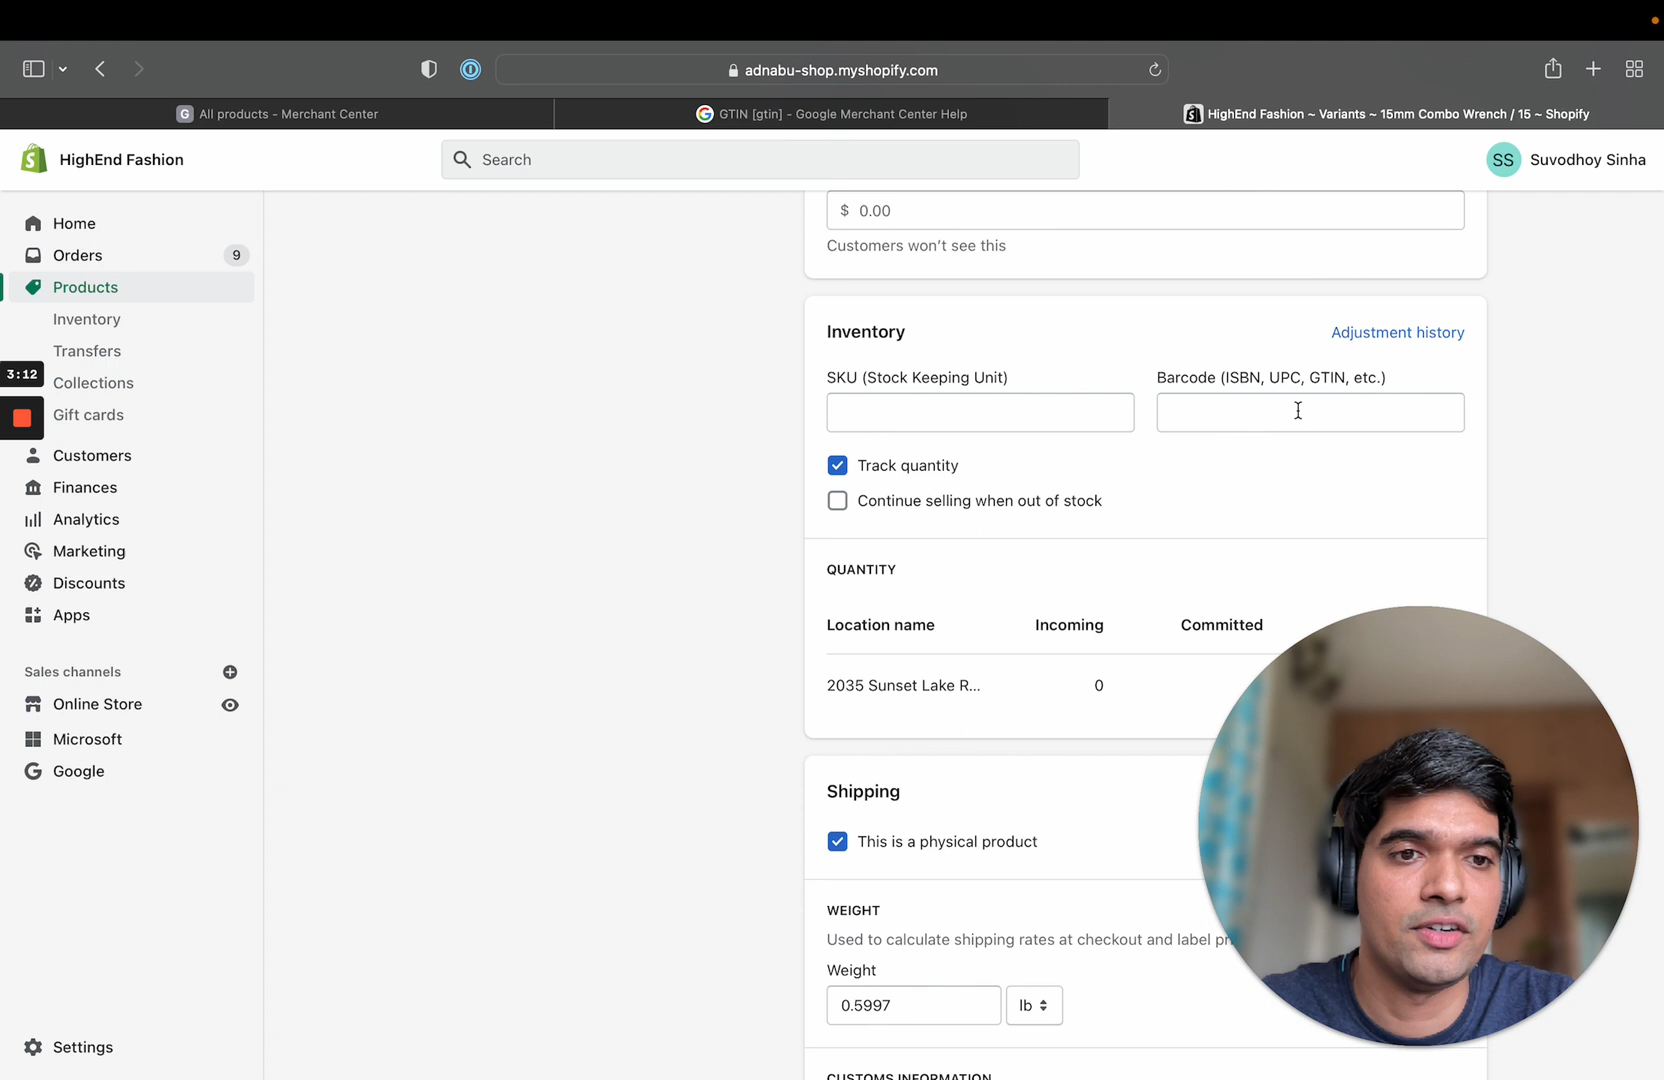 adnabu-shop.myshopify.com
G All products - Merchant Center
G GTIN [gtin] - Google Merchant Center Help
HighEnd Fashion ~ Variants ~ 15mm Combo Wrench / 15 ~ Shopify
HighEnd Fashion
Search
SS Suvodhoy Sinha
Home
Orders 9
Products
Inventory
Transfers
3:12
Collections
Gift cards
Customers
Finances
Analytics
Marketing
Discounts
Apps
Sales channels
Online Store
Microsoft
Google
Settings
$ 0.00
Customers won't see this
Inventory
Adjustment history
SKU (Stock Keeping Unit)
Barcode (ISBN, UPC, GTIN, etc.)
Track quantity
Continue selling when out of stock
QUANTITY
Location name Incoming Committed
2035 Sunset Lake R... 0
Shipping
This is a physical product
WEIGHT
Used to calculate shipping rates at checkout and label pr
Weight
0.5997 lb
CUSTOMS INFORMATION